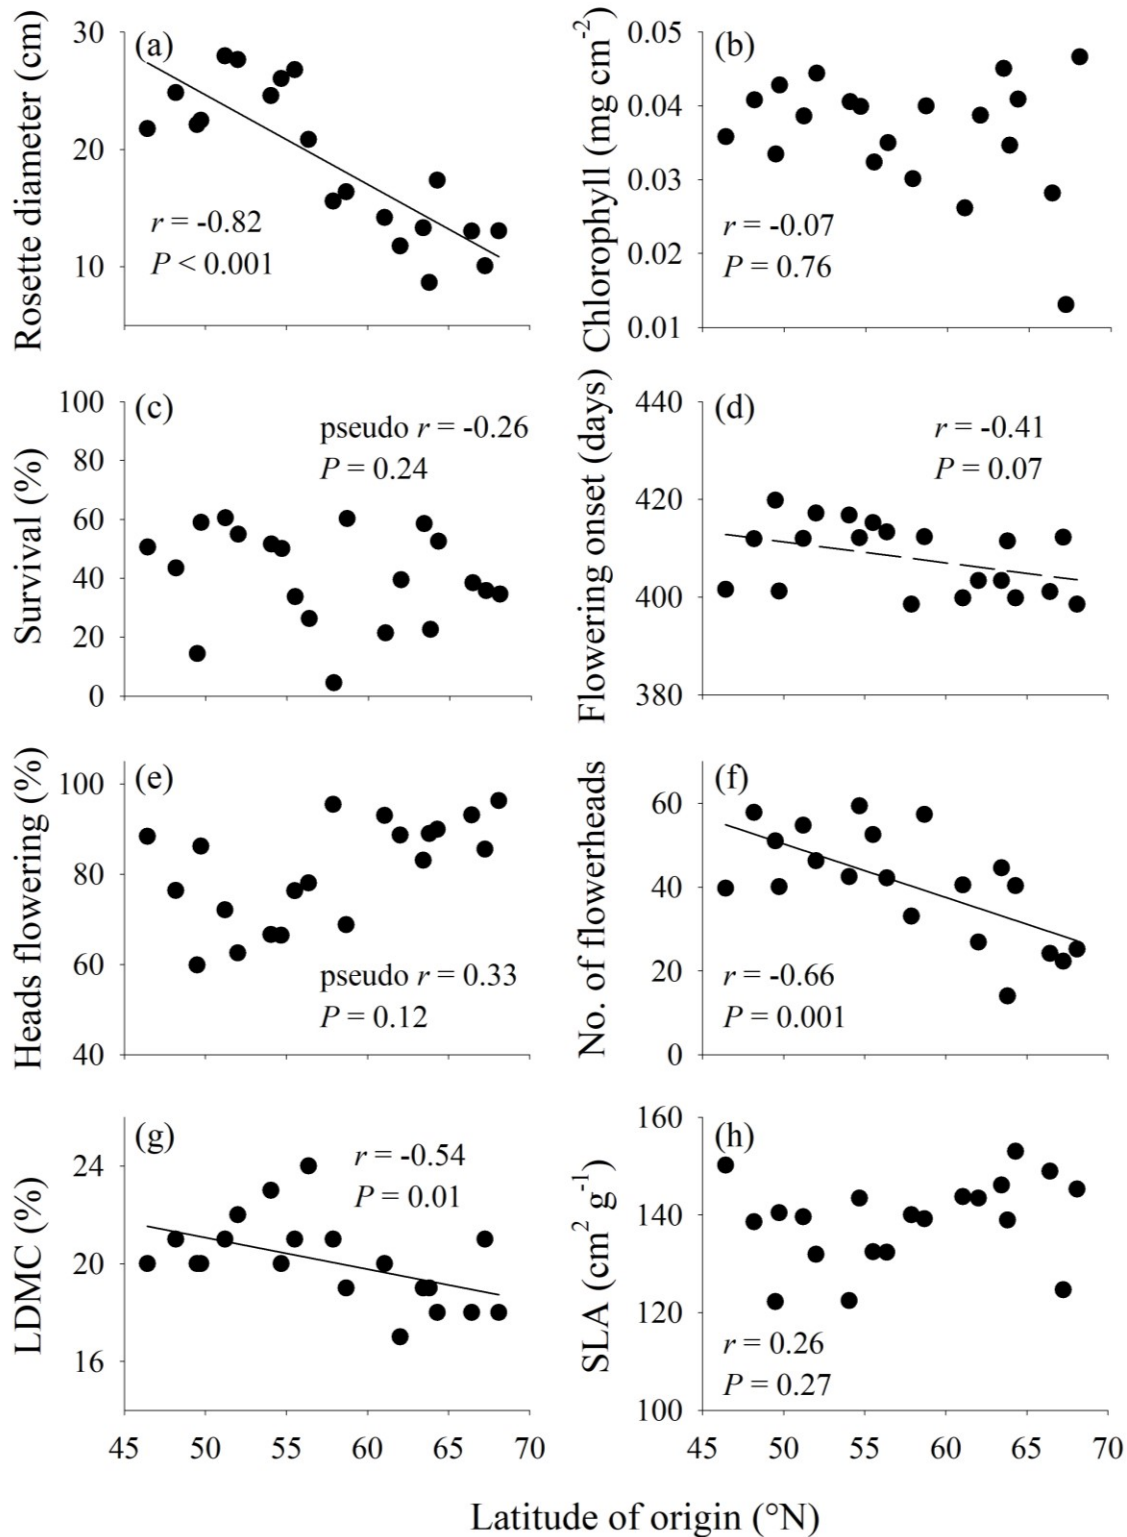 (a)
Rosette diameter (cm)
30
20
10
r = -0.82
P < 0.001
(b)
Chlorophyll (mg cm-2)
0.05
0.04
0.03
0.02
0.01
r = -0.07
P = 0.76
(c)
Survival (%)
100
80
60
40
20
0
pseudo r = -0.26
P = 0.24
(d)
Flowering onset (days)
440
420
400
380
r = -0.41
P = 0.07
(e)
Heads flowering (%)
100
80
60
40
pseudo r = 0.33
P = 0.12
(f)
No. of flowerheads
60
40
20
0
r = -0.66
P = 0.001
(g)
LDMC (%)
24
20
16
r = -0.54
P = 0.01
45 50 55 60 65 70
(h)
SLA (cm2 g-1)
160
140
120
100
r = 0.26
P = 0.27
45 50 55 60 65 70
Latitude of origin (°N)